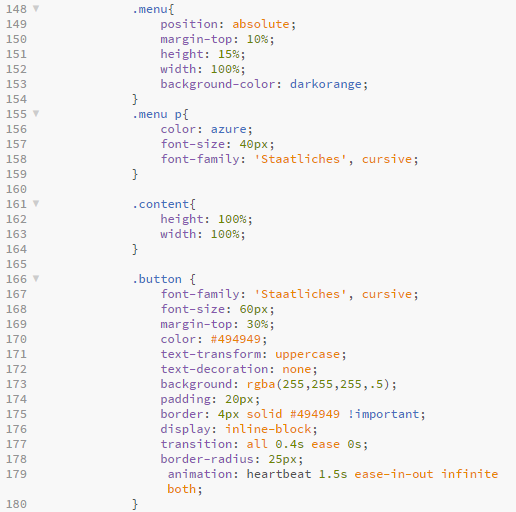 148 .menu{
149 position: absolute;
150 margin-top: 10%;
151 height: 15%;
152 width: 100%;
153 background-color: darkorange;
154 }
155 .menu p{
156 color: azure;
157 font-size: 40px;
158 font-family: 'Staatliches', cursive;
159 }
160
161 .content{
162 height: 100%;
163 width: 100%;
164 }
165
166 .button {
167 font-family: 'Staatliches', cursive;
168 font-size: 60px;
169 margin-top: 30%;
170 color: #494949;
171 text-transform: uppercase;
172 text-decoration: none;
173 background: rgba(255,255,255,.5);
174 padding: 20px;
175 border: 4px solid #494949 !important;
176 display: inline-block;
177 transition: all 0.4s ease 0s;
178 border-radius: 25px;
179 animation: heartbeat 1.5s ease-in-out infinite
both;
180 }